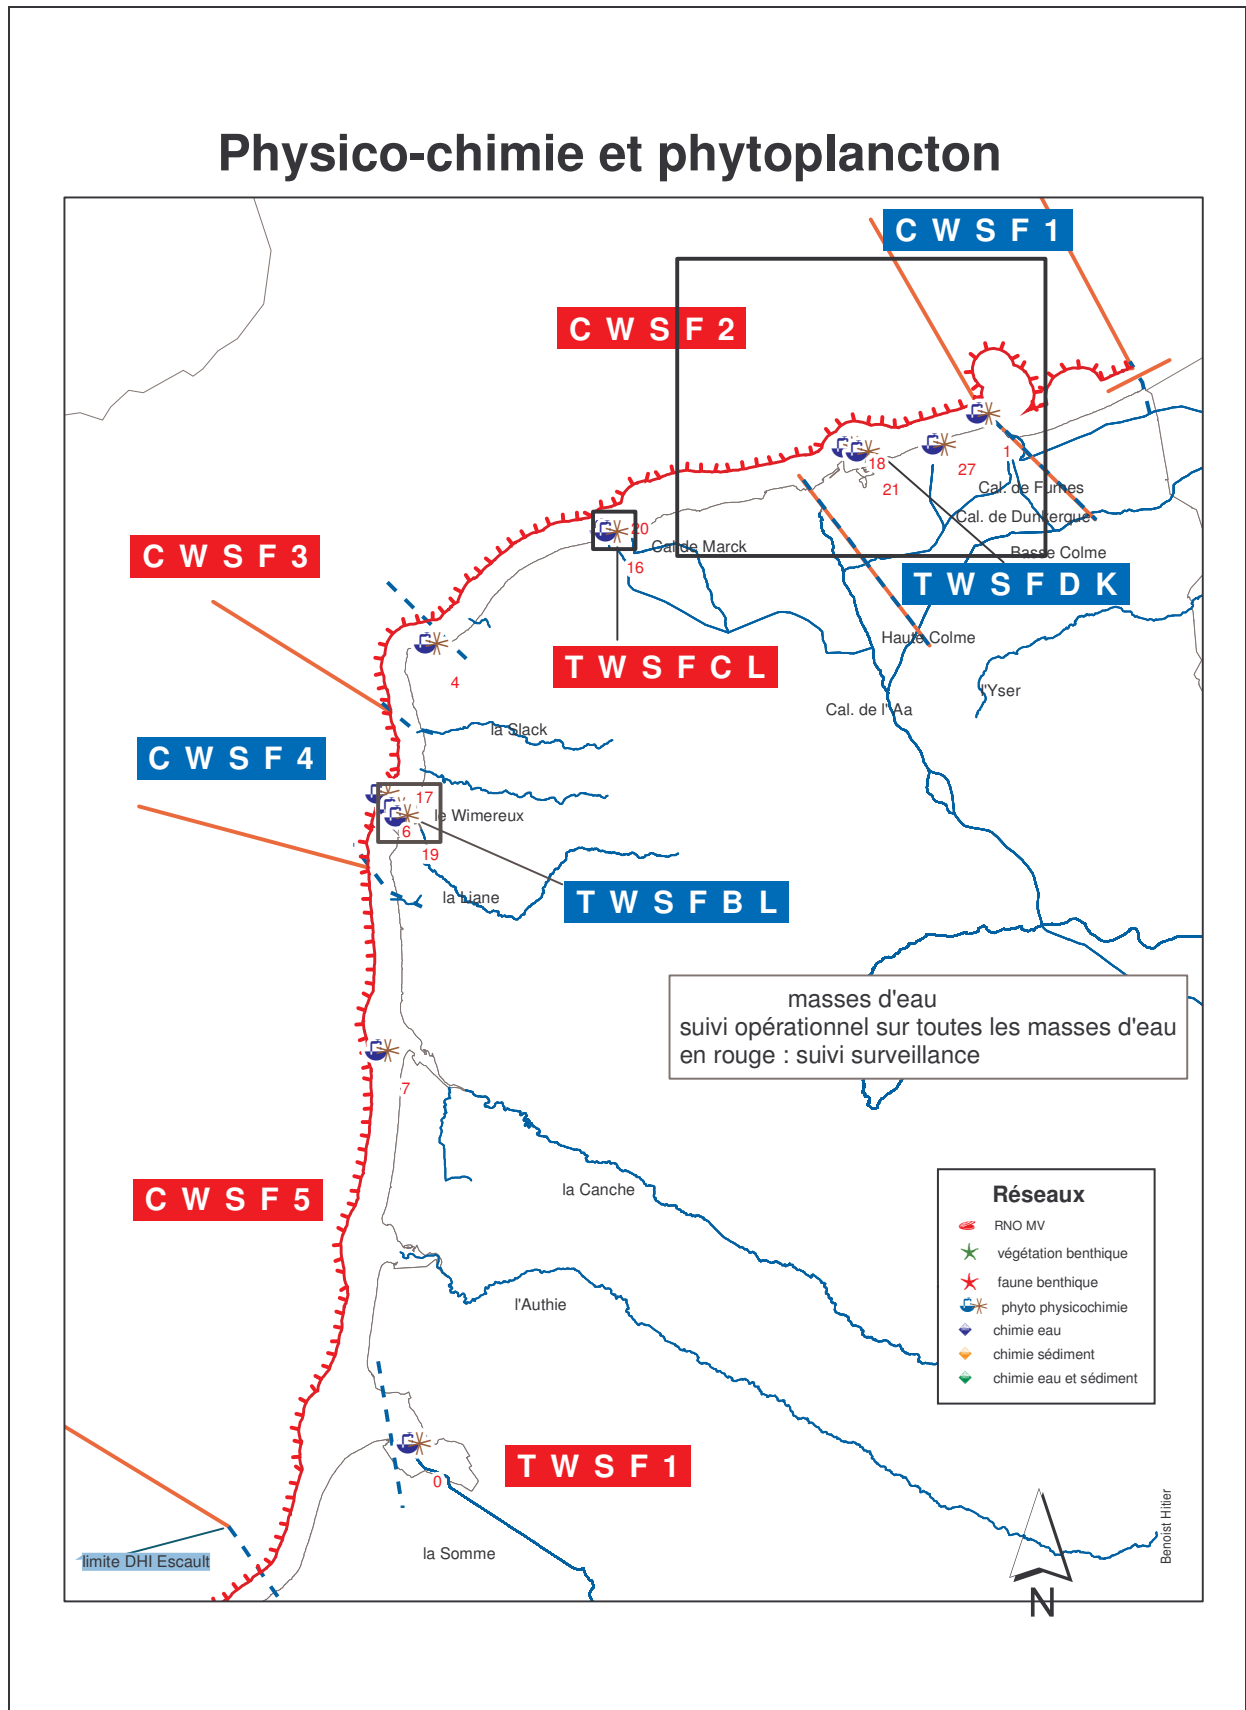 Physico-chimie et phytoplancton
C W S F 1
C W S F 2
18
27
1
21
Cal. de Furnes
Cal. de Dunkerque
20
Cal de Marck
Basse Colme
C W S F 3
16
T W S F D K
Haute Colme
T W S F C L
4
l'Yser
Cal. de l' Aa
la Slack
C W S F 4
17
le Wimereux
6
19
la Liane
T W S F B L
masses d'eau
suivi opérationnel sur toutes les masses d'eau
en rouge : suivi surveillance
7
C W S F 5
la Canche
l'Authie
Réseaux
RNO MV
végétation benthique
faune benthique
phyto physicochimie
chimie eau
chimie sédiment
chimie eau et sédiment
T W S F 1
0
la Somme
limite DHI Escault
Benoist Hitier
N